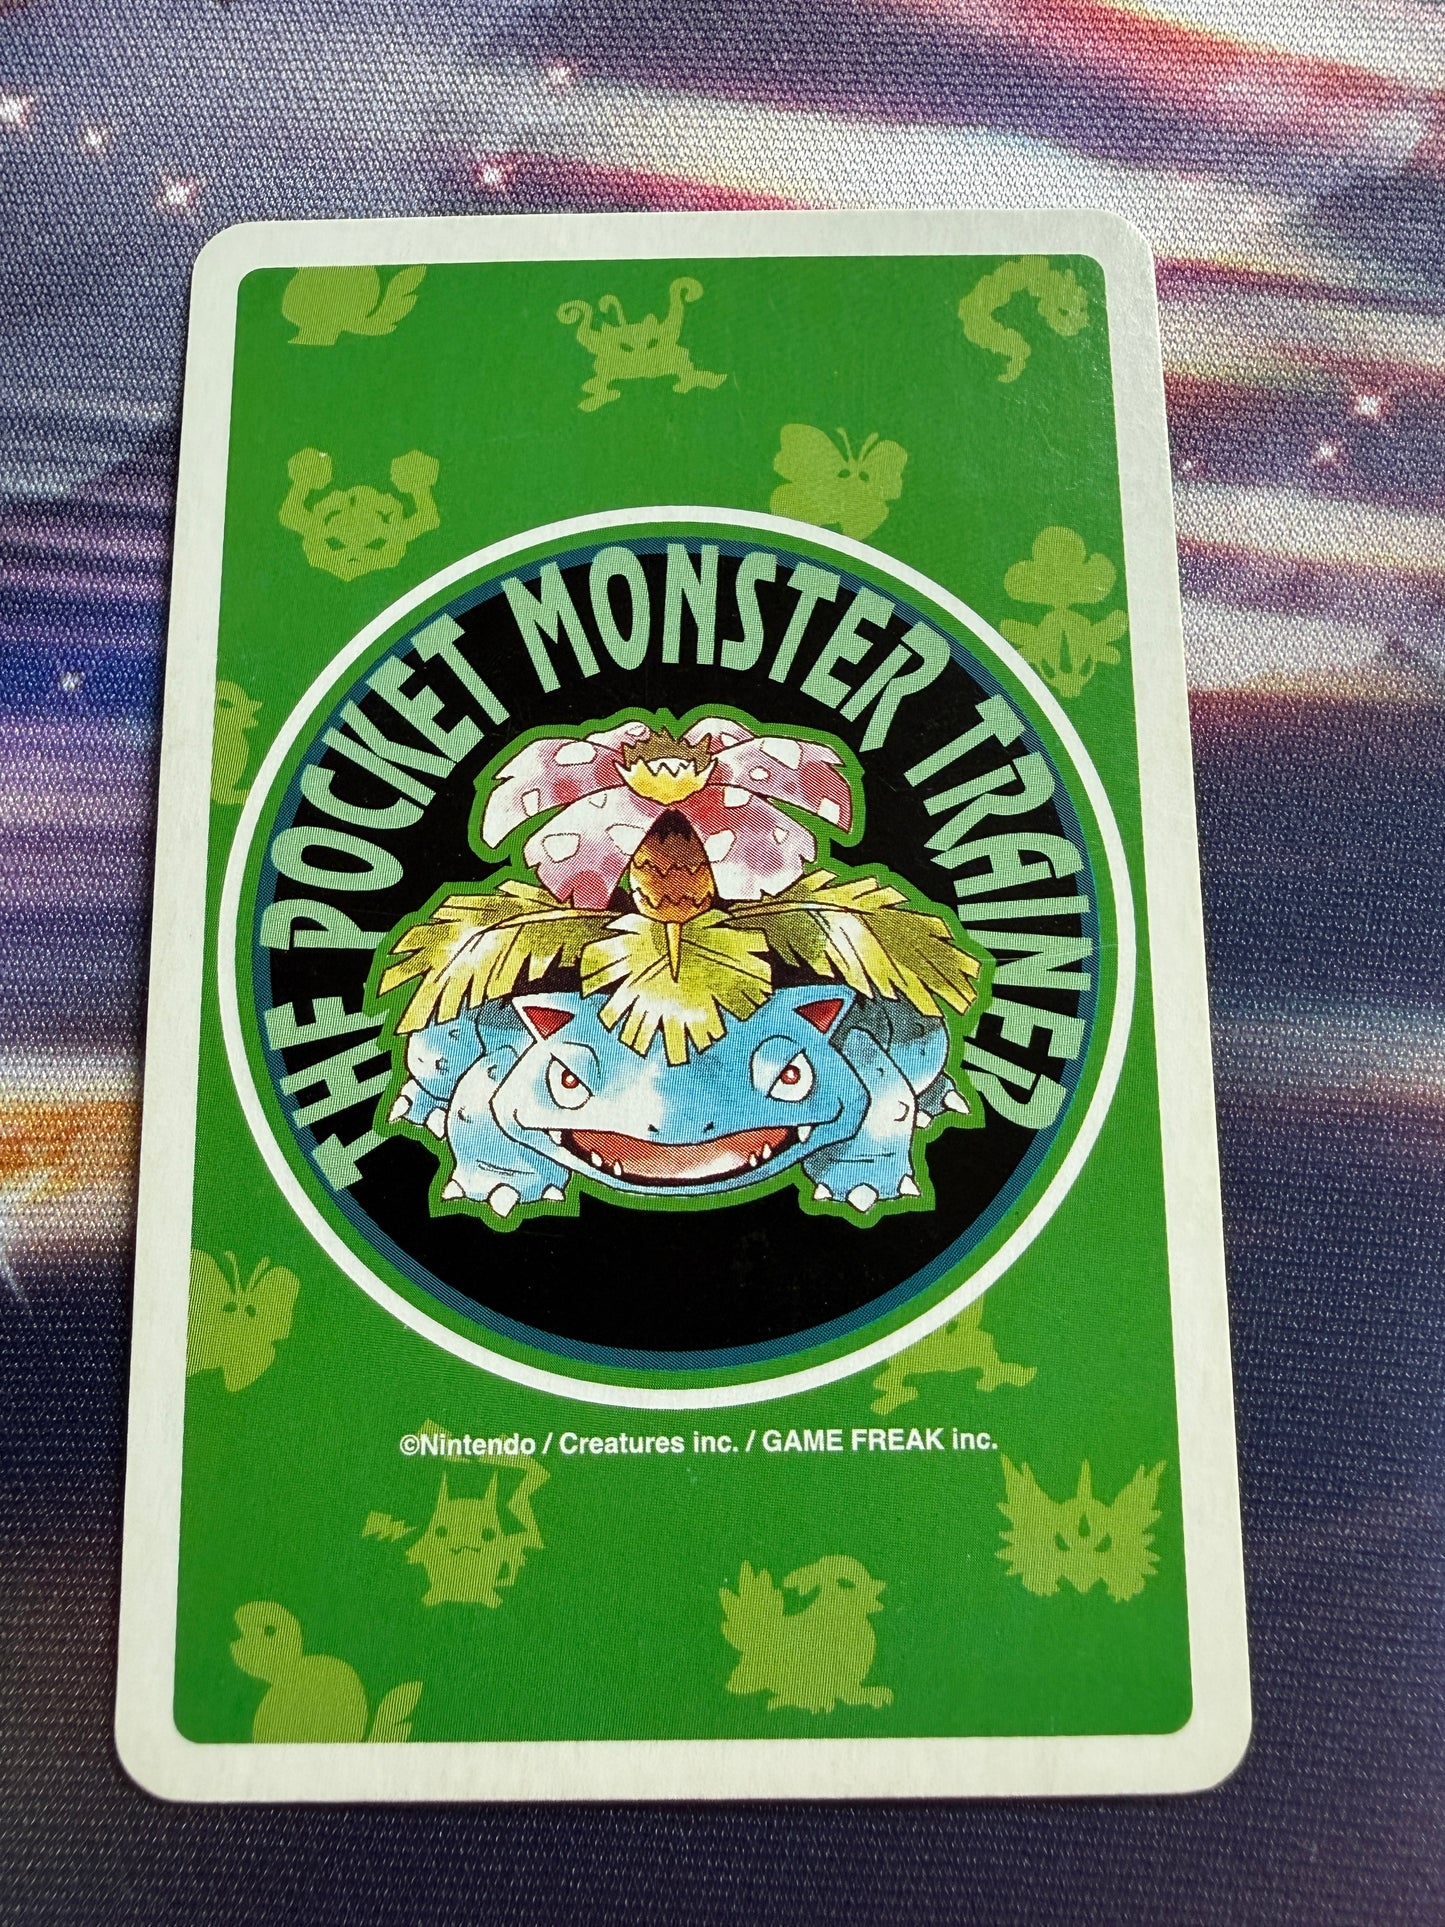 THE POCKET MONSTER TRAINER
©Nintendo / Creatures inc. / GAME FREAK inc.